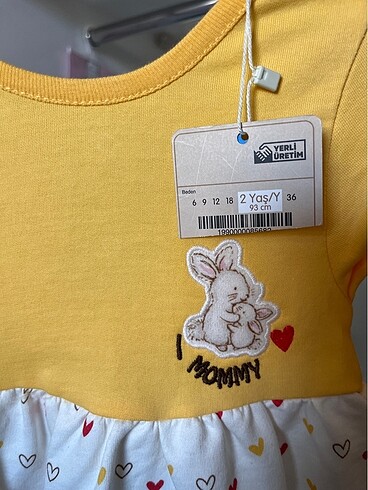 YERLİ
ÜRETİM
Beden
6 9 12 18 2 Yaş/Y 36
93 cm
I
MOMMY